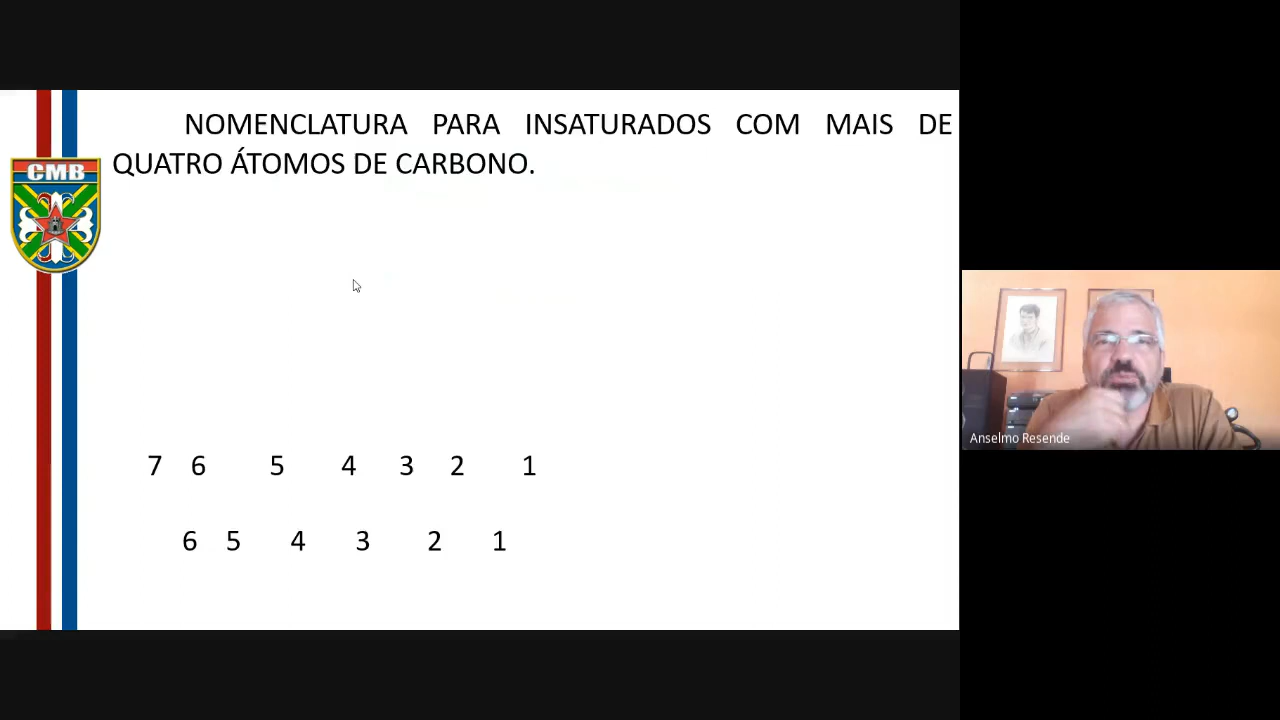 NOMENCLATURA PARA INSATURADOS COM MAIS DE
QUATRO ÁTOMOS DE CARBONO.
CMB
7 6 5 4 3 2 1
6 5 4 3 2 1
Anselmo Resende